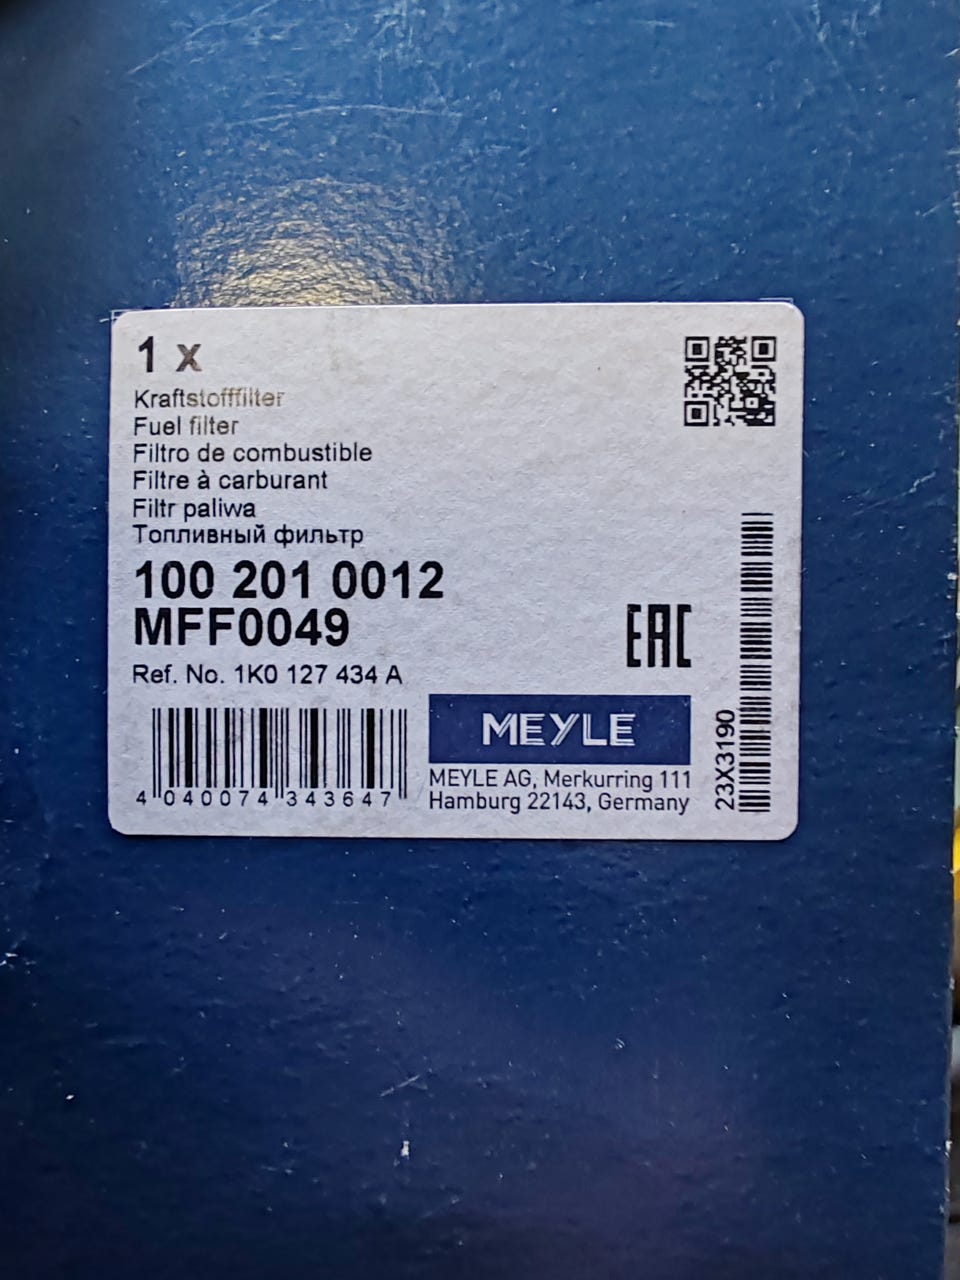 1 x
Kraftstofffilter
Fuel filter
Filtro de combustible
Filtre à carburant
Filtr paliwa
Топливный фильтр
100 201 0012
MFF0049
Ref. No. 1K0 127 434 A
EAC
MEYLE
MEYLE AG, Merkurring 111
Hamburg 22143, Germany
4 040074 343647
23X3190